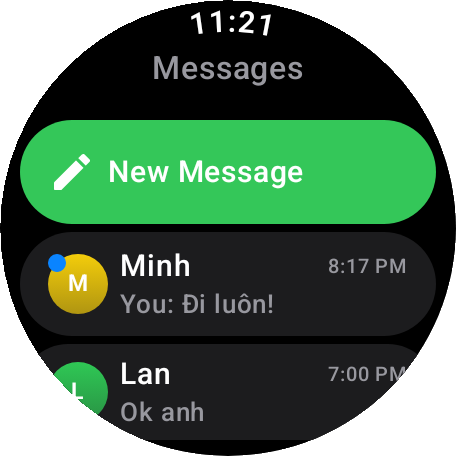 11:21
Messages
New Message
M
Minh
8:17 PM
You: Đi luôn!
L
Lan
7:00 PM
Ok anh